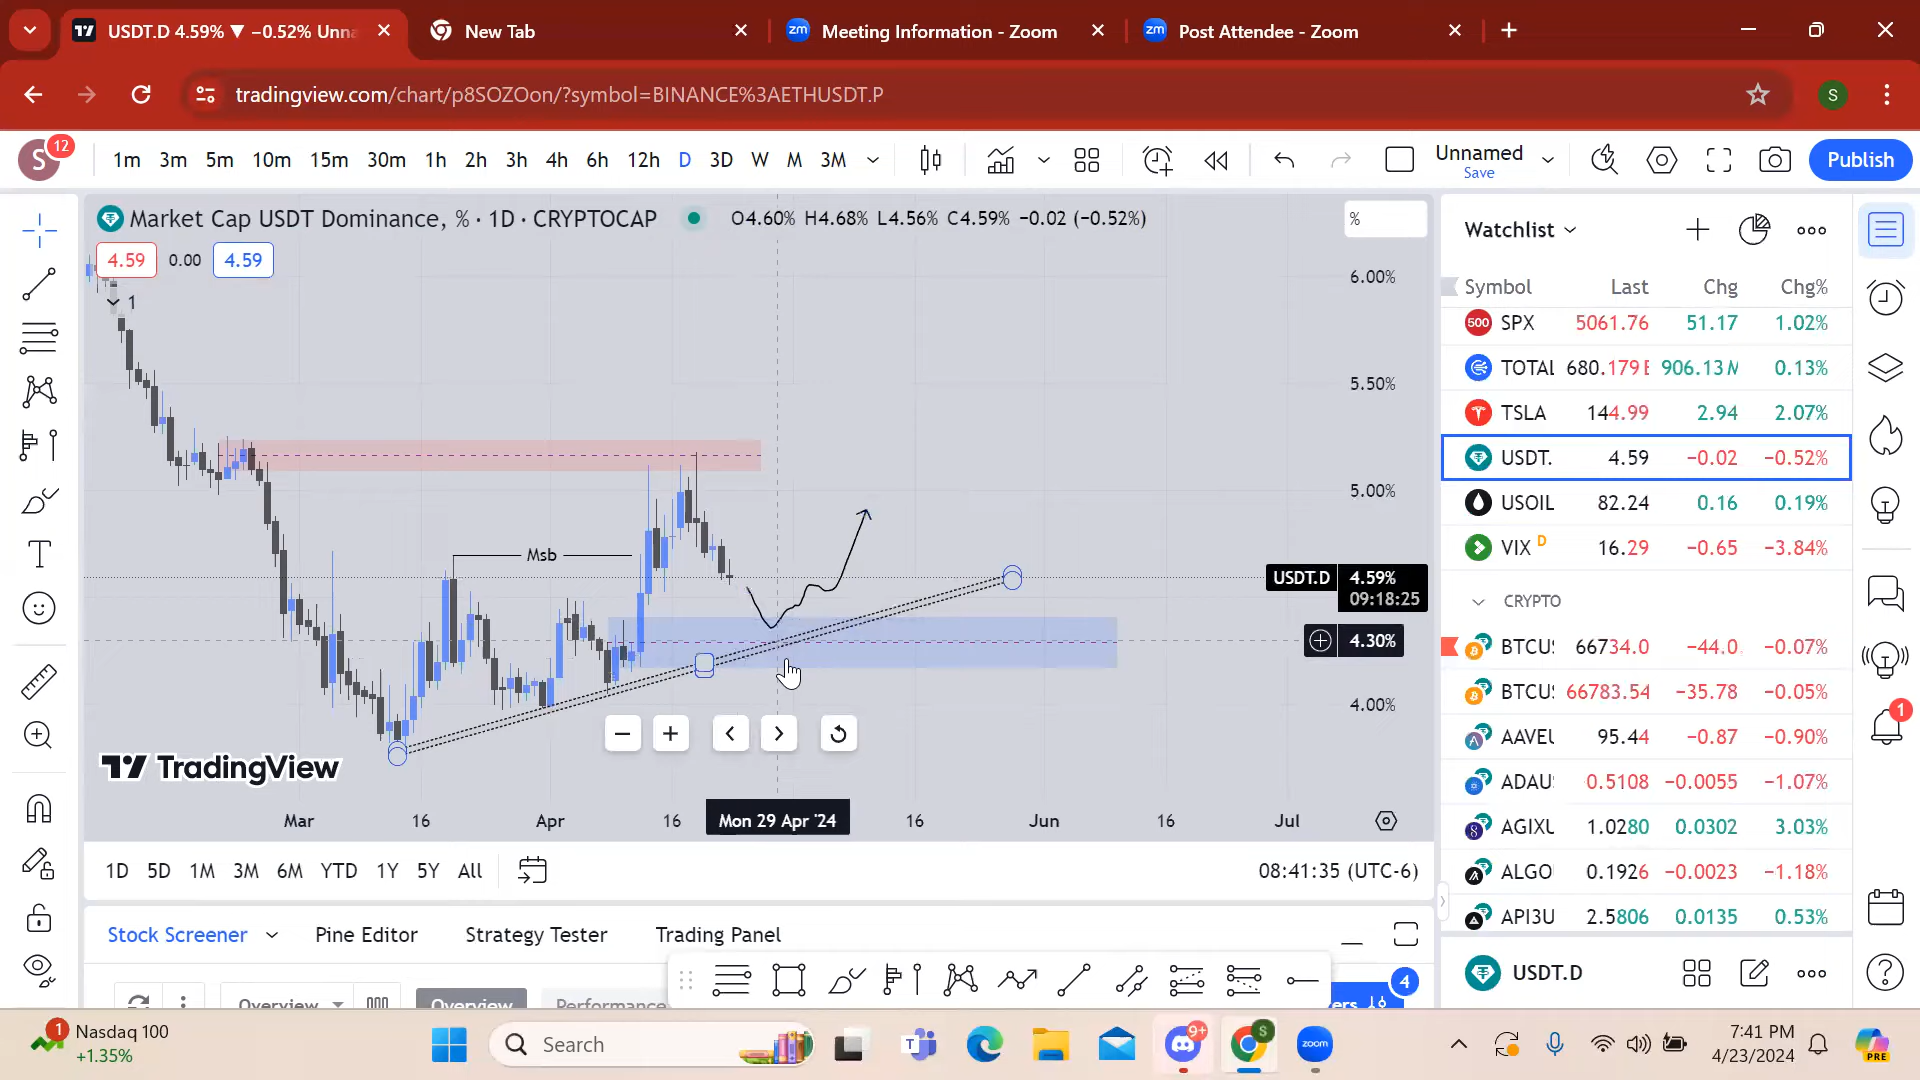 USDT.D 4.59% ▼ −0.52% Unna
New Tab
Meeting Information - Zoom
Post Attendee - Zoom
tradingview.com/chart/p8SOZOon/?symbol=BINANCE%3AETHUSDT.P
S
S
12
1m 3m 5m 10m 15m 30m 1h 2h 3h 4h 6h 12h D 3D W M 3M
Unnamed
Save
Publish
Market Cap USDT Dominance, % · 1D · CRYPTOCAP
O4.60% H4.68% L4.56% C4.59% −0.02 (−0.52%)
%
4.59 0.00 4.59
1
6.00%
5.50%
5.00%
Msb
USDT.D 4.59%
09:18:25
4.30%
4.00%
TradingView
Mar 16 Apr 16 Mon 29 Apr '24 16 Jun 16 Jul
1D 5D 1M 3M 6M YTD 1Y 5Y All
08:41:35 (UTC-6)
Stock Screener Pine Editor Strategy Tester Trading Panel
Overview Overview Performance
ers
4
Watchlist
Symbol Last Chg Chg%
500 SPX 5061.76 51.17 1.02%
TOTAL 680.179 906.13 M 0.13%
TSLA 144.99 2.94 2.07%
USDT. 4.59 −0.02 −0.52%
USOIL 82.24 0.16 0.19%
VIX D 16.29 −0.65 −3.84%
CRYPTO
BTCUS 66734.0 −44.0 −0.07%
BTCUS 66783.54 −35.78 −0.05%
AAVEU 95.44 −0.87 −0.90%
ADAU 0.5108 −0.0055 −1.07%
AGIXU 1.0280 0.0302 3.03%
ALGO 0.1926 −0.0023 −1.18%
API3U 2.5806 0.0135 0.53%
1
USDT.D
1
Nasdaq 100
+1.35%
Search
9+
S
zoom
7:41 PM
4/23/2024
PRE